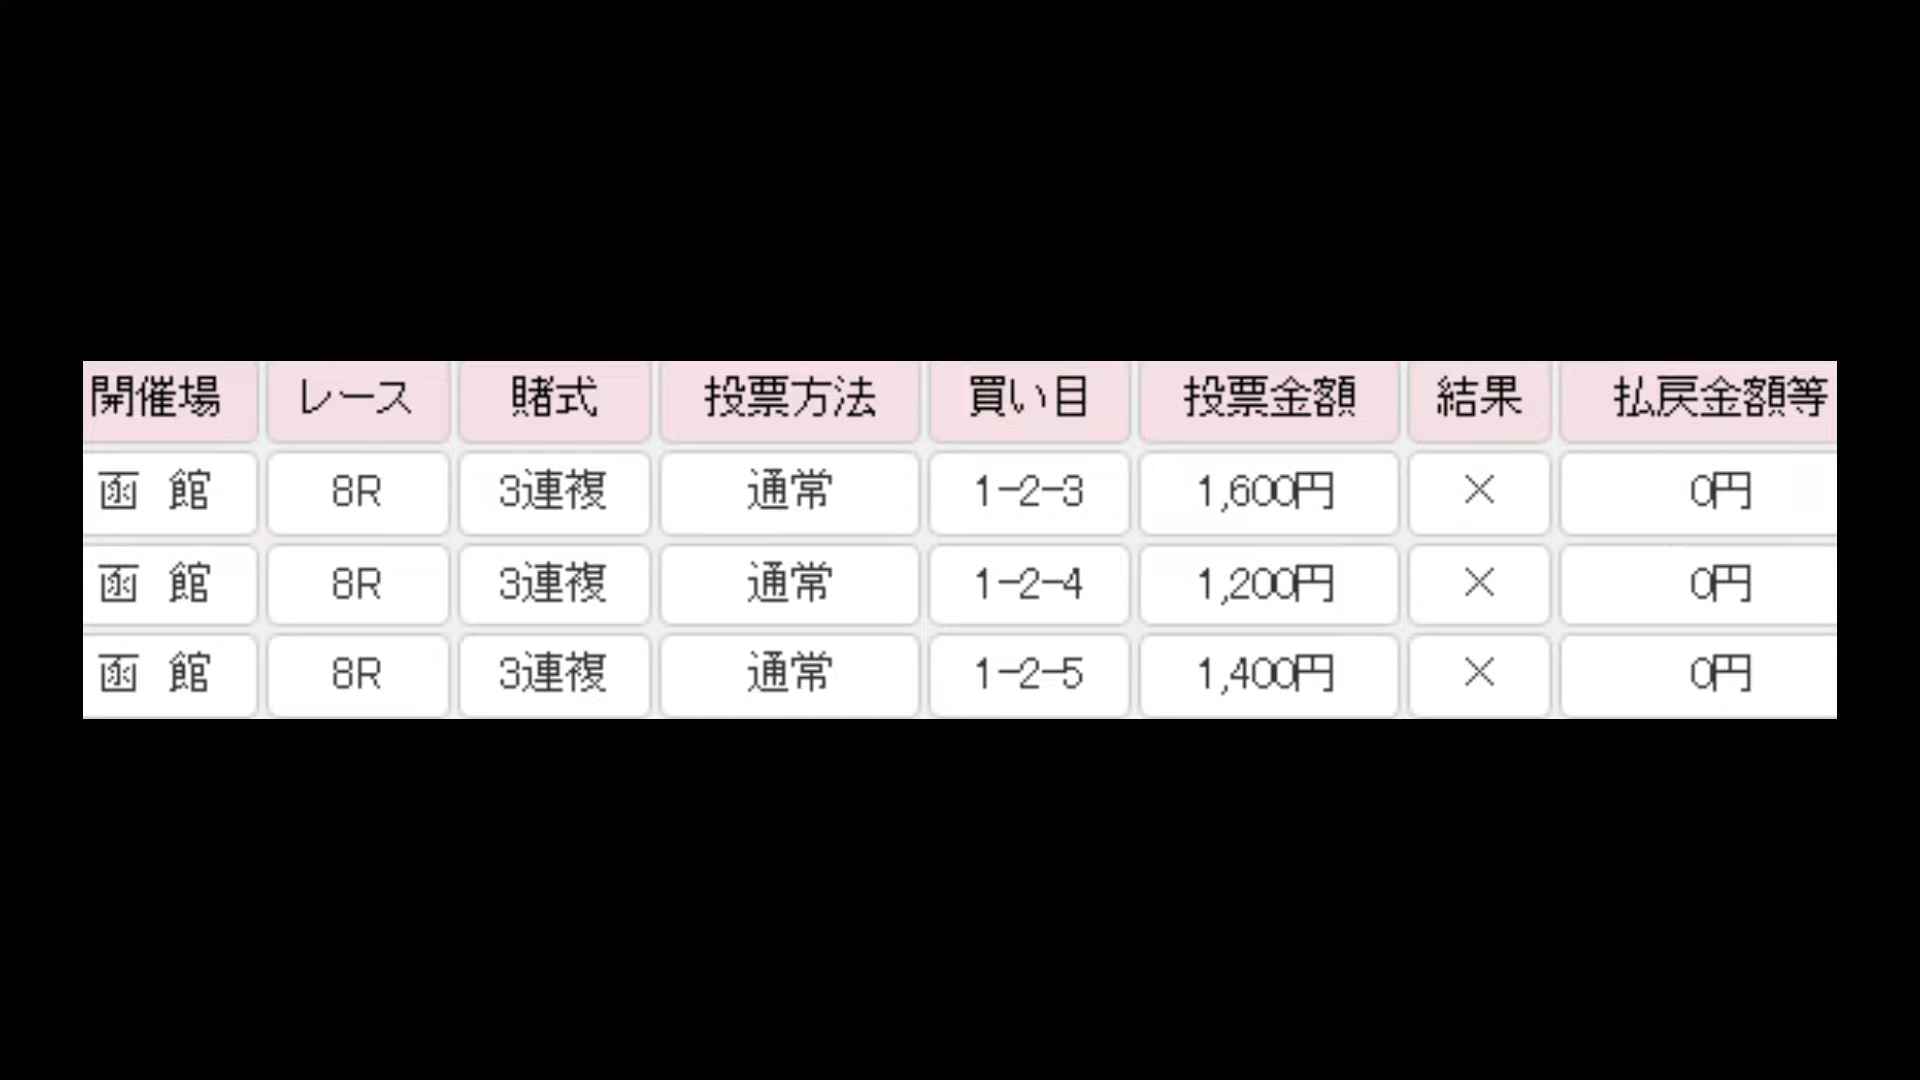 開催場 レース 賭式 投票方法 買い目 投票金額 結果 払戻金額等
函 館 8R 3連複 通常 1-2-3 1,600円 × 0円
函 館 8R 3連複 通常 1-2-4 1,200円 × 0円
函 館 8R 3連複 通常 1-2-5 1,400円 × 0円